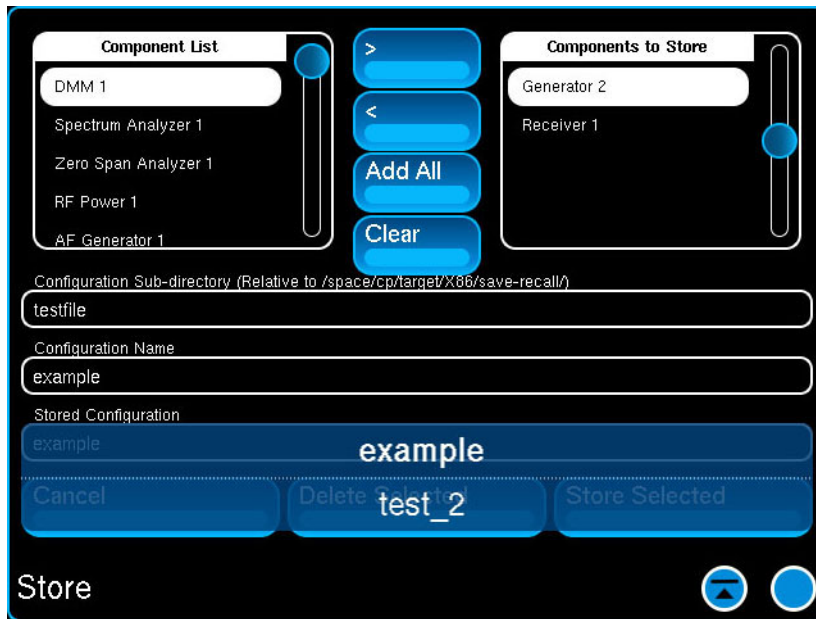 Component List
DMM 1
Spectrum Analyzer 1
Zero Span Analyzer 1
RF Power 1
AF Generator 1
>
<
Add All
Clear
Components to Store
Generator 2
Receiver 1
Configuration Sub-directory (Relative to /space/cp/target/X86/save-recall/)
testfile
Configuration Name
example
Stored Configuration
example
example
Cancel
Delete Selected
Store Selected
test_2
Store